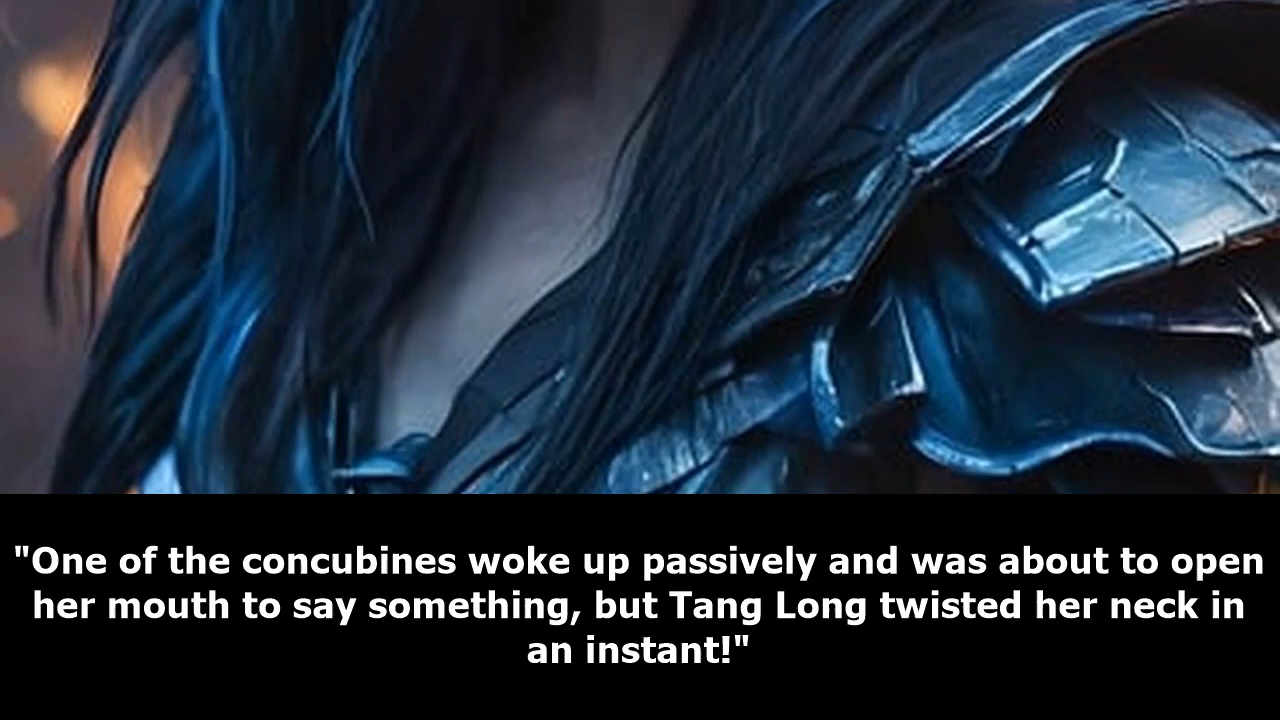 "One of the concubines woke up passively and was about to open
her mouth to say something, but Tang Long twisted her neck in
an instant!"